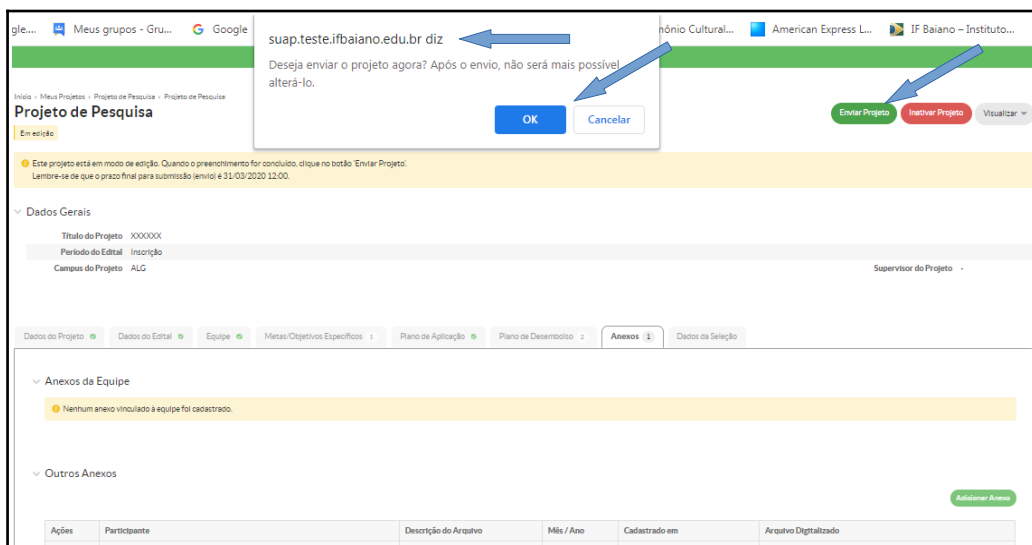 gle.... Meus grupos - Gru... Google
nônio Cultural... American Express L... IF Baiano – Instituto...
suap.teste.ifbaiano.edu.br diz
Deseja enviar o projeto agora? Após o envio, não será mais possível
alterá-lo.
OK Cancelar
Início › Meus Projetos › Projeto de Pesquisa › Projeto de Pesquisa
Projeto de Pesquisa
Enviar Projeto Inativar Projeto Visualizar
Em edição
Este projeto está em modo de edição. Quando o preenchimento for concluído, clique no botão 'Enviar Projeto'.
Lembre-se de que o prazo final para submissão (envio) é 31/03/2020 12:00.
Dados Gerais
Título do Projeto XXXXXX
Período do Edital Inscrição
Campus do Projeto ALG Supervisor do Projeto -
Dados do Projeto Dados do Edital Equipe Metas/Objetivos Específicos 1 Plano de Aplicação Plano de Desembolso 2 Anexos 1 Dados da Seleção
Anexos da Equipe
Nenhum anexo vinculado à equipe foi cadastrado.
Outros Anexos
Adicionar Anexo
Ações Participante Descrição do Arquivo Mês / Ano Cadastrado em Arquivo Digitalizado